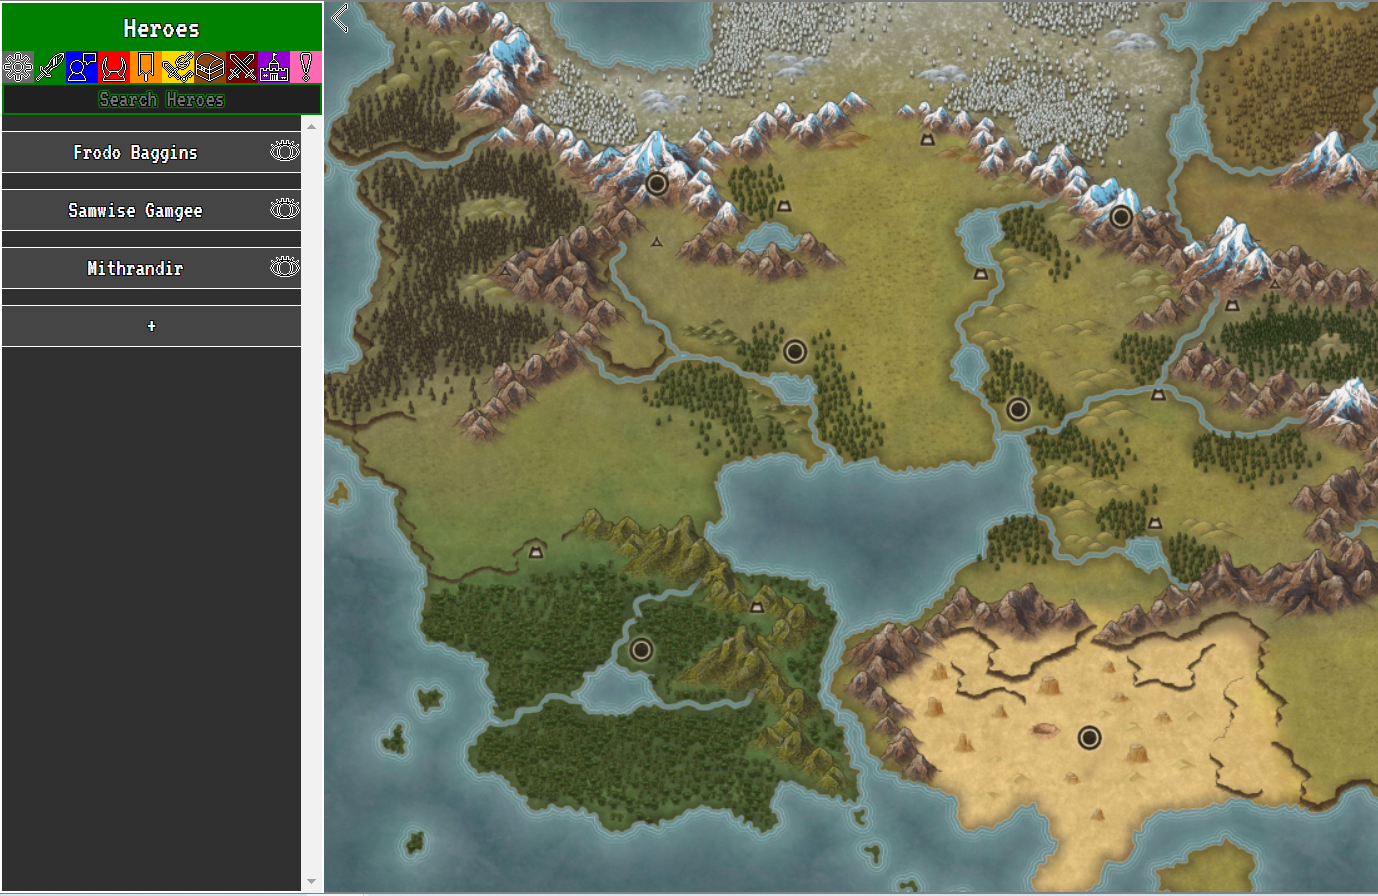 Heroes
Search Heroes
Frodo Baggins
Samwise Gamgee
Mithrandir
+